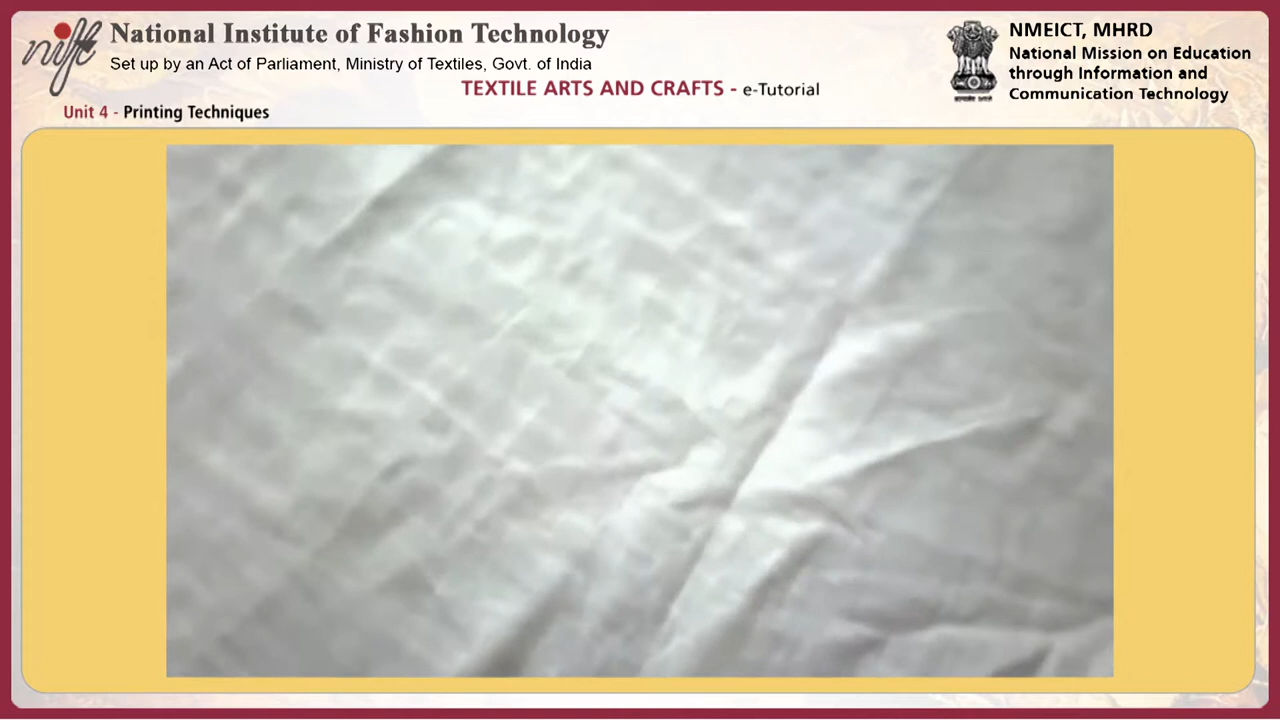 nift
National Institute of Fashion Technology
Set up by an Act of Parliament, Ministry of Textiles, Govt. of India
TEXTILE ARTS AND CRAFTS - e-Tutorial
Unit 4 - Printing Techniques
NMEICT, MHRD
National Mission on Education
through Information and
Communication Technology